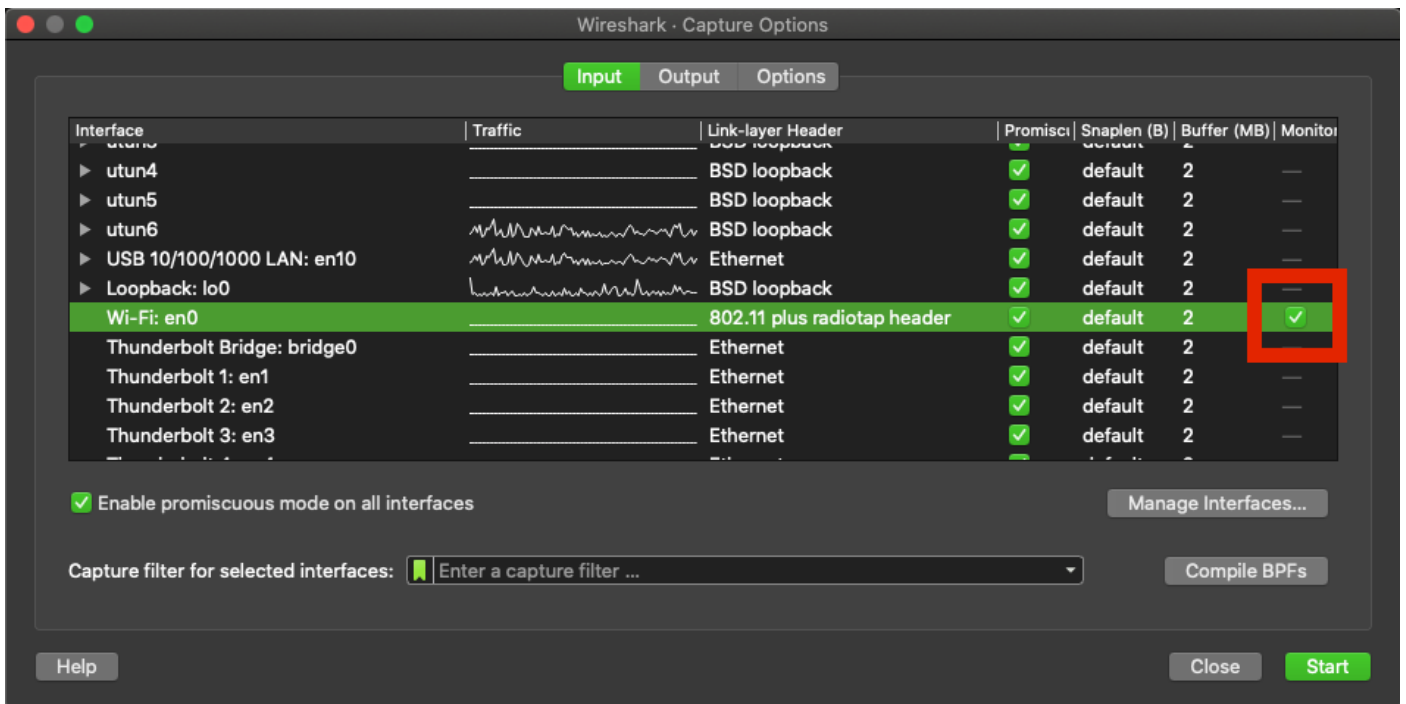 Wireshark · Capture Options
Input Output Options
Interface Traffic Link-layer Header Promisc Snaplen (B) Buffer (MB) Monitor
utun4 BSD loopback default 2 —
utun5 BSD loopback default 2 —
utun6 BSD loopback default 2 —
USB 10/100/1000 LAN: en10 Ethernet default 2 —
Loopback: lo0 BSD loopback default 2 —
Wi-Fi: en0 802.11 plus radiotap header default 2
Thunderbolt Bridge: bridge0 Ethernet default 2 —
Thunderbolt 1: en1 Ethernet default 2 —
Thunderbolt 2: en2 Ethernet default 2 —
Thunderbolt 3: en3 Ethernet default 2 —
Enable promiscuous mode on all interfaces Manage Interfaces...
Capture filter for selected interfaces: Enter a capture filter ... Compile BPFs
Help Close Start